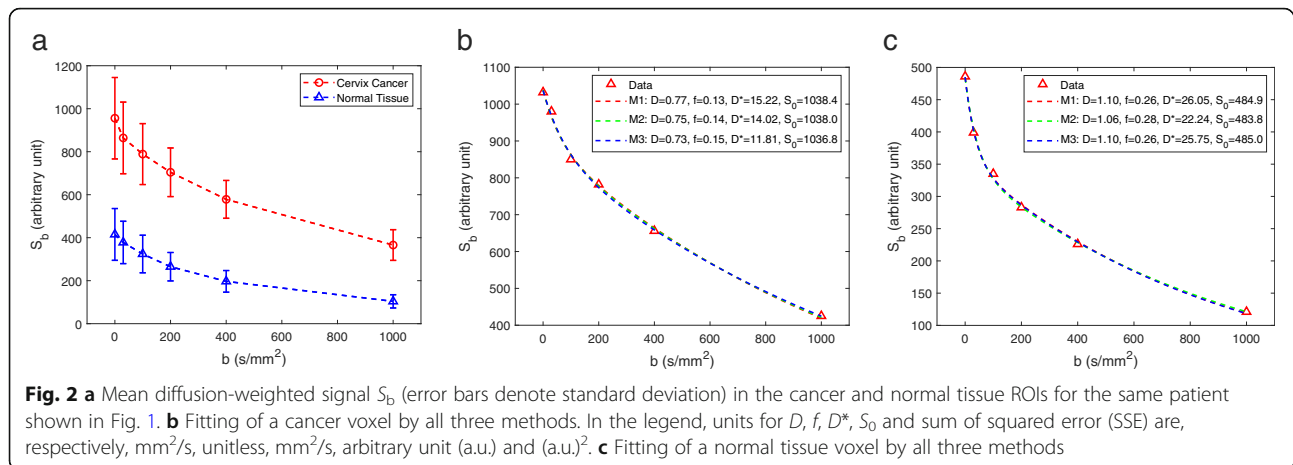 a
1200
1000
800
600
400
200
0
S_b (arbitrary unit)
0 200 400 600 800 1000
b (s/mm²)
Cervix Cancer
Normal Tissue
b
1100
1000
900
800
700
600
500
400
S_b (arbitrary unit)
0 200 400 600 800 1000
b (s/mm²)
Data
M1: D=0.77, f=0.13, D*=15.22, S₀=1038.4
M2: D=0.75, f=0.14, D*=14.02, S₀=1038.0
M3: D=0.73, f=0.15, D*=11.81, S₀=1036.8
c
500
450
400
350
300
250
200
150
100
50
S_b (arbitrary unit)
0 200 400 600 800 1000
b (s/mm²)
Data
M1: D=1.10, f=0.26, D*=26.05, S₀=484.9
M2: D=1.06, f=0.28, D*=22.24, S₀=483.8
M3: D=1.10, f=0.26, D*=25.75, S₀=485.0
Fig. 2 a Mean diffusion-weighted signal S_b (error bars denote standard deviation) in the cancer and normal tissue ROIs for the same patient
shown in Fig. 1. b Fitting of a cancer voxel by all three methods. In the legend, units for D, f, D*, S₀ and sum of squared error (SSE) are,
respectively, mm²/s, unitless, mm²/s, arbitrary unit (a.u.) and (a.u.)². c Fitting of a normal tissue voxel by all three methods